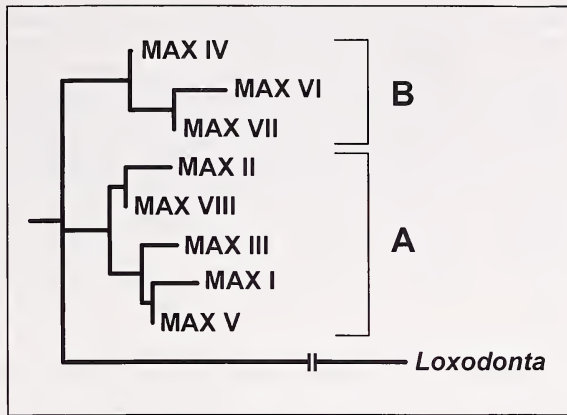 MAX IV
MAX VI
B
MAX VII
MAX II
MAX VIII
A
MAX III
MAX I
MAX V
Loxodonta